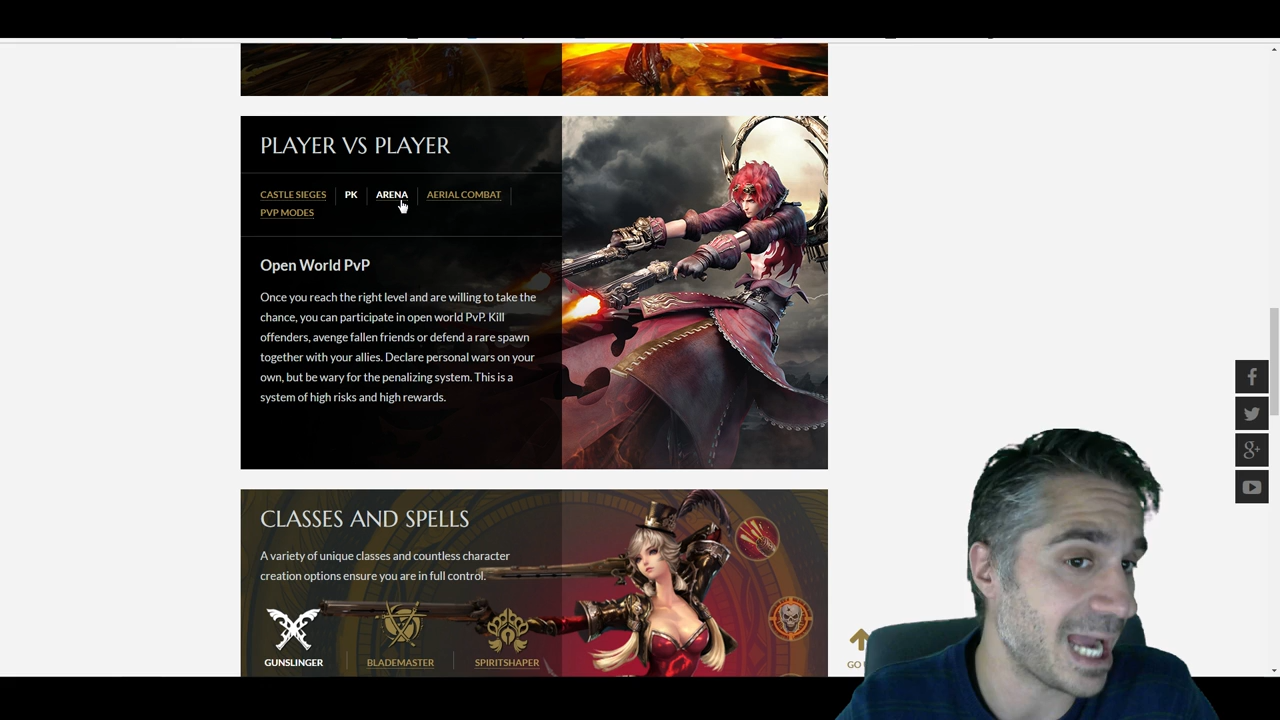 PLAYER VS PLAYER
CASTLE SIEGES PK ARENA AERIAL COMBAT
PVP MODES
Open World PvP
Once you reach the right level and are willing to take the
chance, you can participate in open world PvP. Kill
offenders, avenge fallen friends or defend a rare spawn
together with your allies. Declare personal wars on your
own, but be wary for the penalizing system. This is a
system of high risks and high rewards.
CLASSES AND SPELLS
A variety of unique classes and countless character
creation options ensure you are in full control.
GUNSLINGER BLADEMASTER SPIRITSHAPER
GO